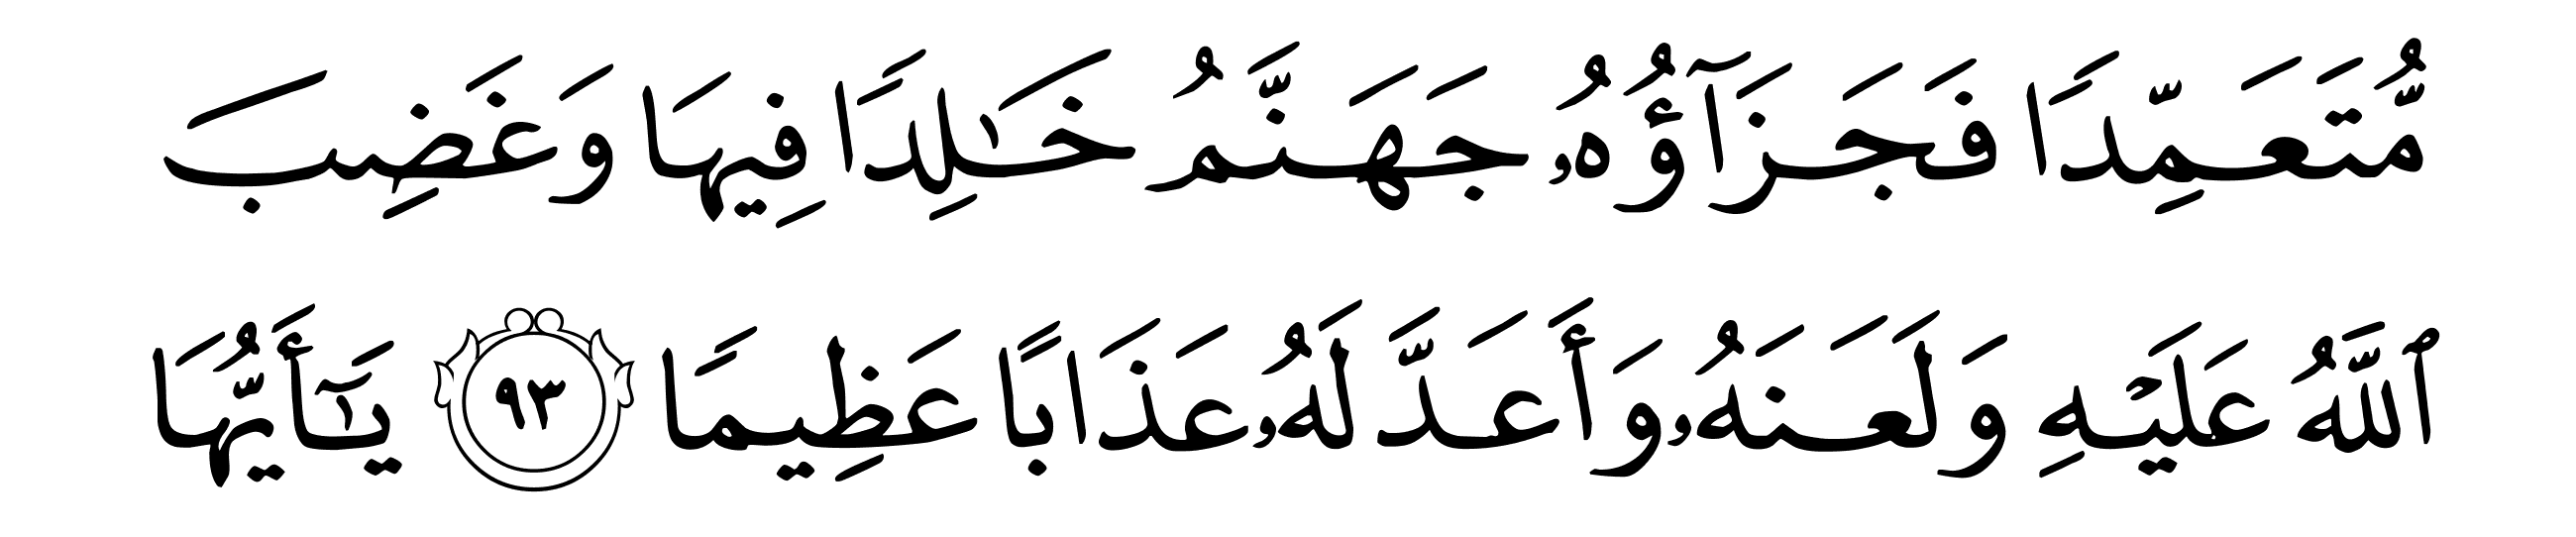 مُّتَعَمِّدًا فَجَزَآؤُهُۥ جَهَنَّمُ خَٰلِدًا فِيهَا وَغَضِبَ
ٱللَّهُ عَلَيْهِ وَلَعَنَهُۥ وَأَعَدَّ لَهُۥ عَذَابًا عَظِيمًا ٩٣ يَٰٓأَيُّهَا